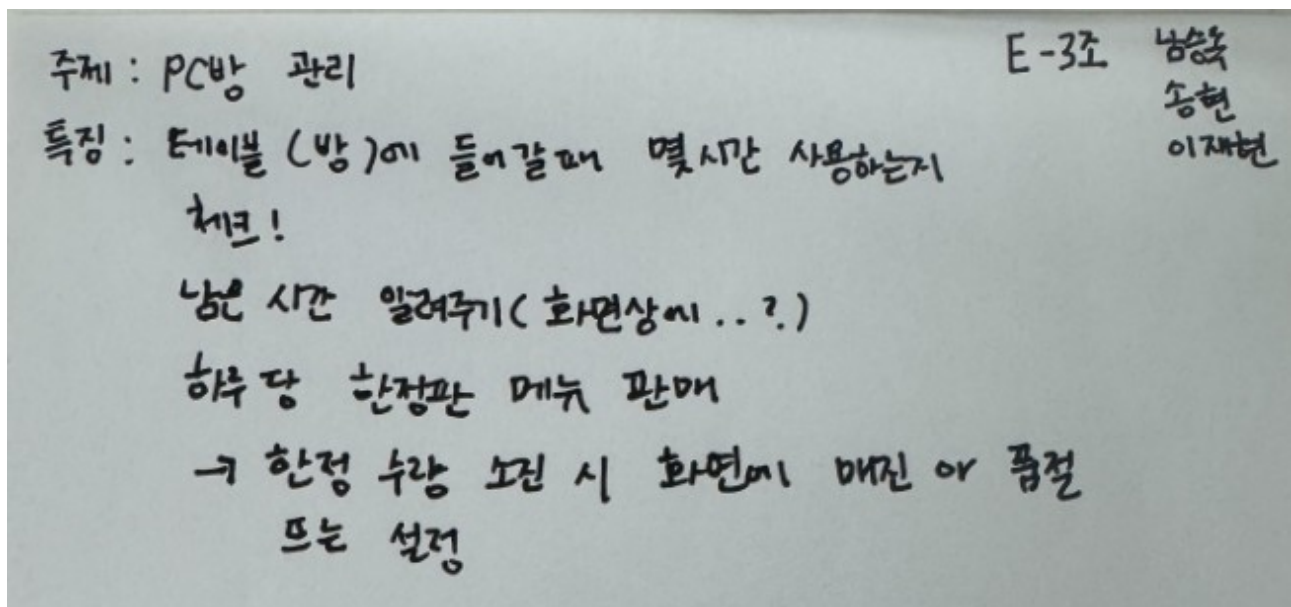 주제 : PC방 관리
E-3조 남승욱
송현
이재현
특징 : 테이블 (방)에 들어갈때 몇시간 사용하는지
체크!
남은 시간 알려주기( 화면상에 ..?)
하루 당 한정판 메뉴 판매
→ 한정 수량 소진 시 화면에 매진 or 품절
뜨는 설정